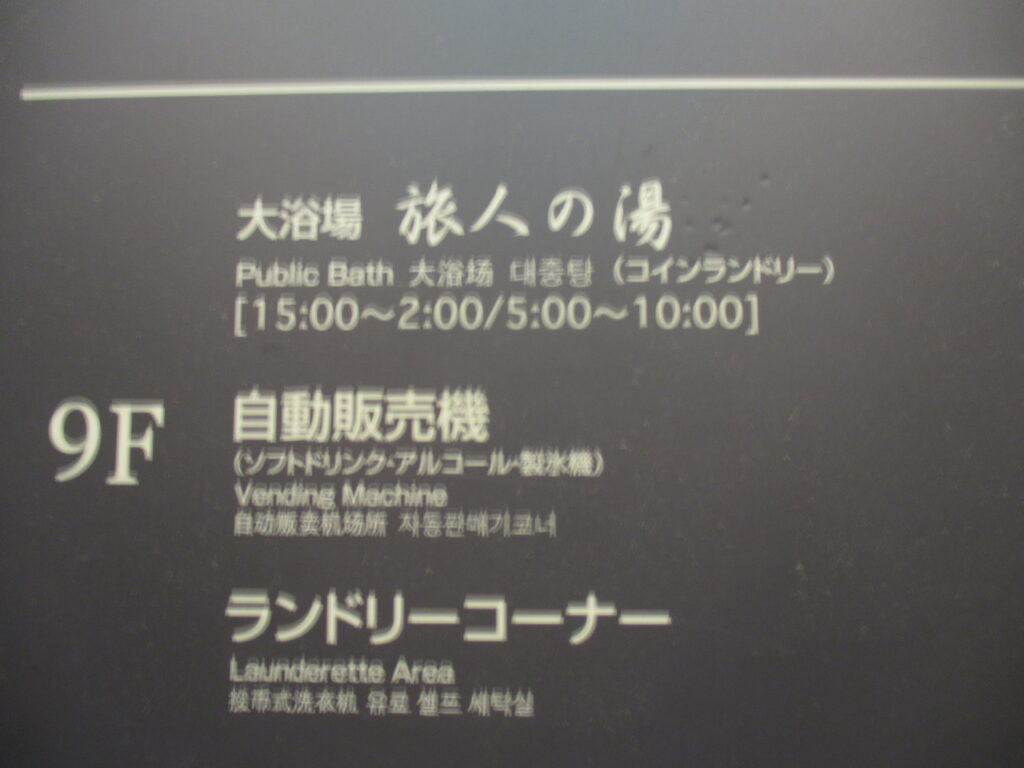 大浴場 旅人の湯
Public Bath 大浴场 대중탕 (コインランドリー)
[15:00～2:00/5:00～10:00]
9F
自動販売機
(ソフトドリンク・アルコール・製氷機)
Vending Machine
自动贩卖机场所 자동판매기코너
ランドリーコーナー
Launderette Area
投币式洗衣机 유료 셀프 세탁실